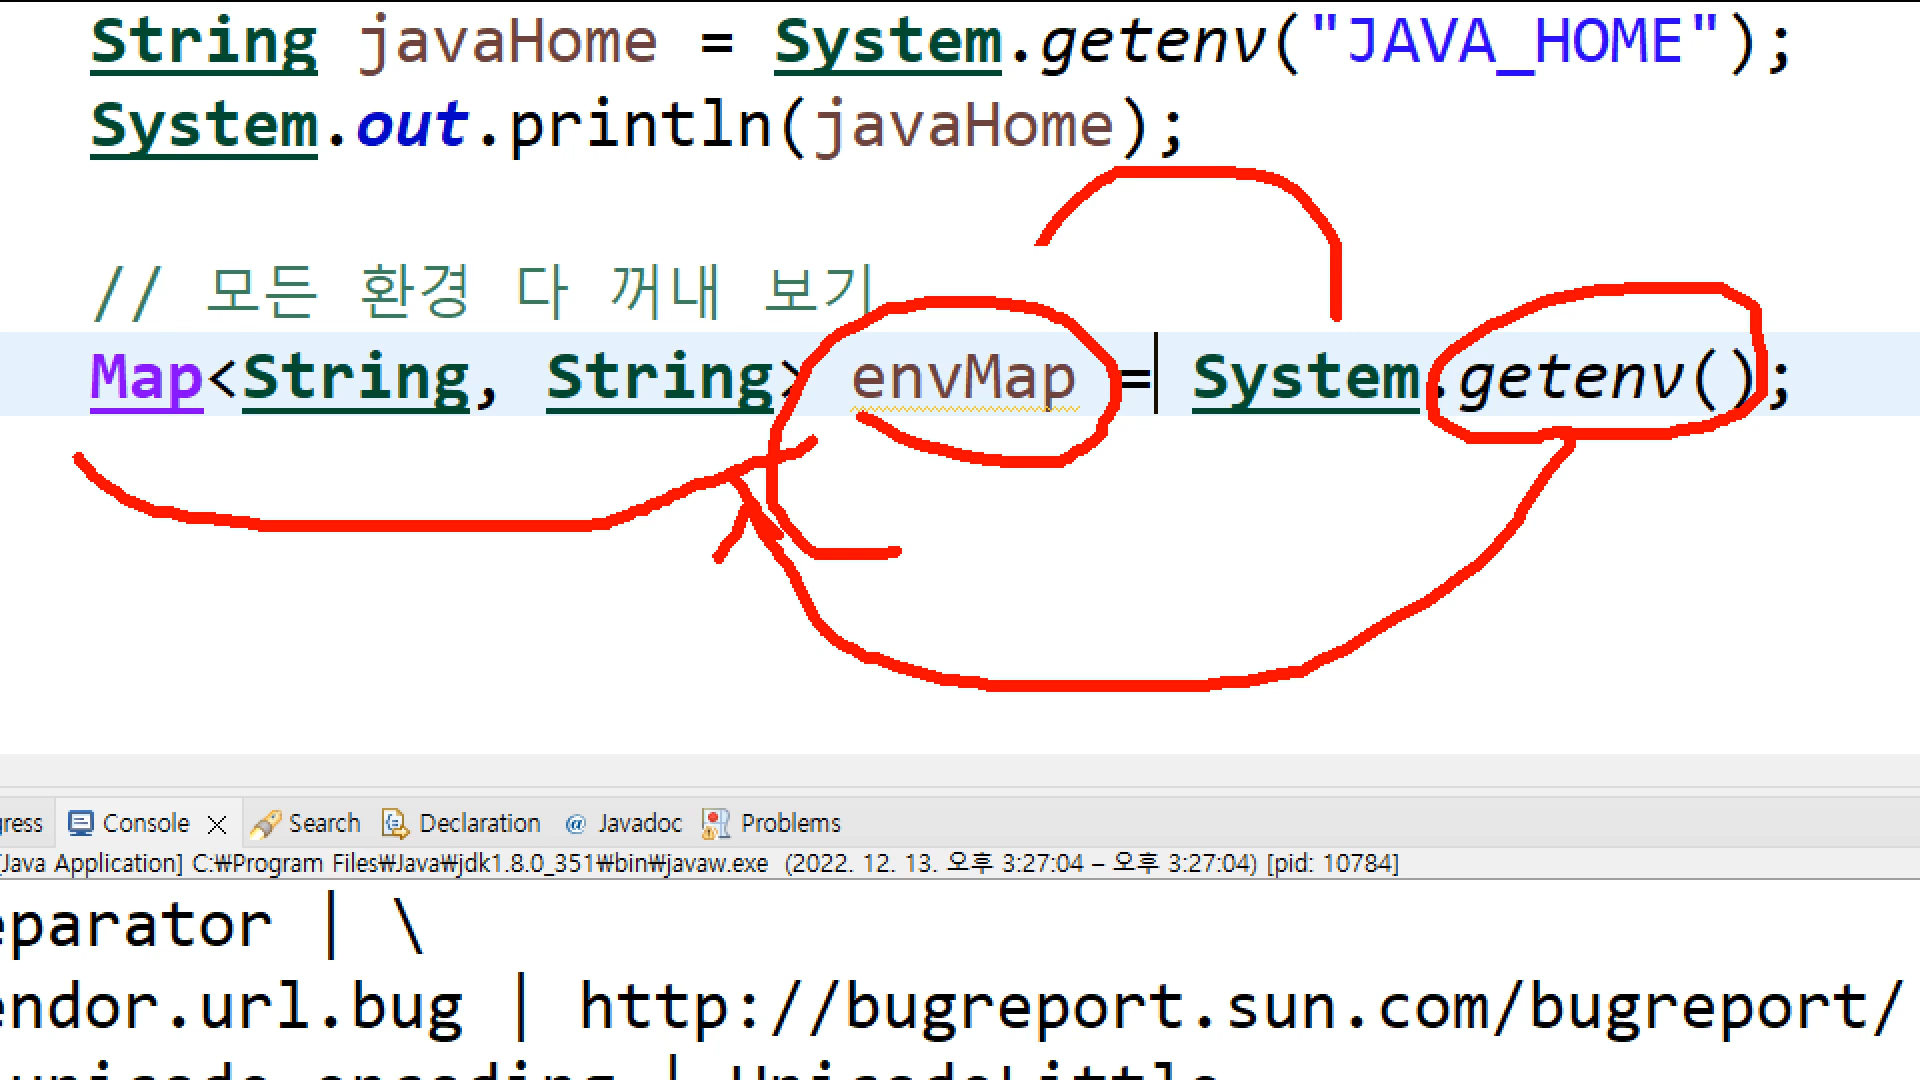 String javaHome = System.getenv("JAVA_HOME");
System.out.println(javaHome);
// 모든 환경 다 꺼내 보기
Map<String, String> envMap = System.getenv();
ress Console Search Declaration @ Javadoc Problems
[Java Application] C:₩Program Files₩Java₩jdk1.8.0_351₩bin₩javaw.exe (2022. 12. 13. 오후 3:27:04 – 오후 3:27:04) [pid: 10784]
eparator | \
endor.url.bug | http://bugreport.sun.com/bugreport/
.unicode.encoding | UnicodeLittle